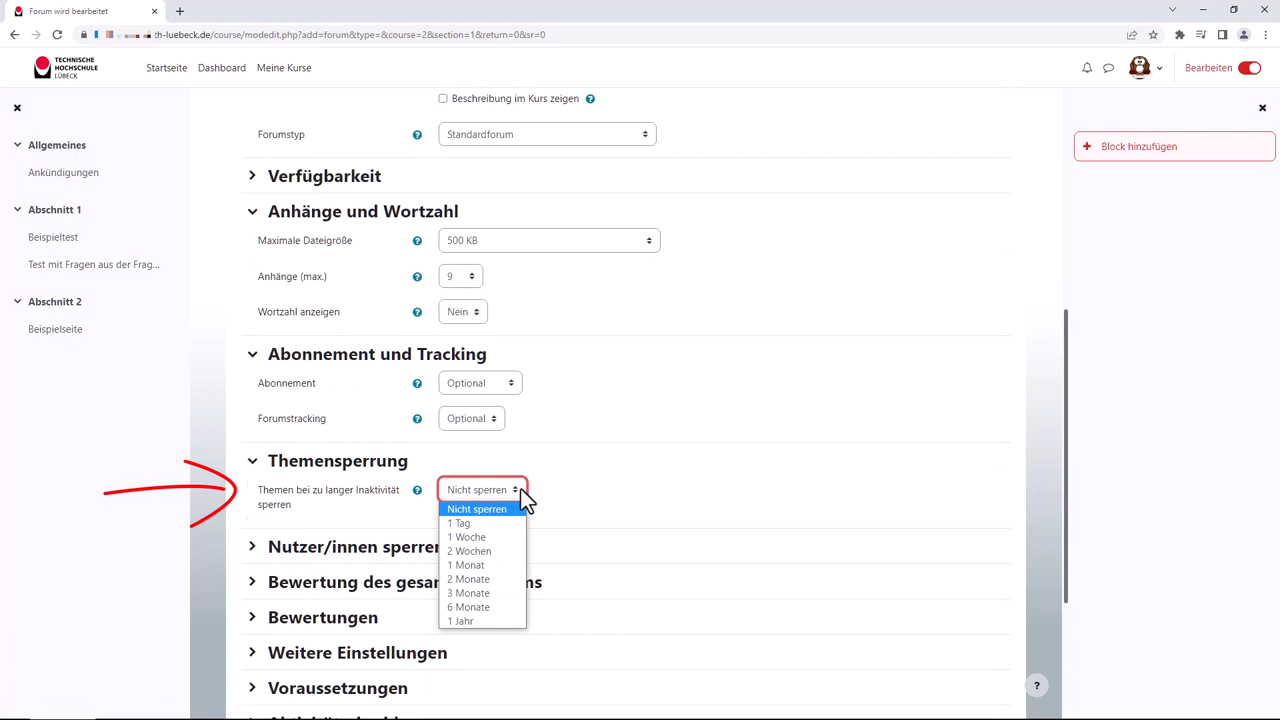 Forum wird bearbeitet
th-luebeck.de/course/modedit.php?add=forum&type=&course=2&section=1&return=0&sr=0
TECHNISCHE
HOCHSCHULE
LÜBECK
Startseite
Dashboard
Meine Kurse
Bearbeiten
Allgemeines
Ankündigungen
Abschnitt 1
Beispieltest
Test mit Fragen aus der Frag...
Abschnitt 2
Beispielseite
Beschreibung im Kurs zeigen ?
Forumstyp ? Standardforum
Verfügbarkeit
Anhänge und Wortzahl
Maximale Dateigröße ? 500 KB
Anhänge (max.) ? 9
Wortzahl anzeigen ? Nein
Abonnement und Tracking
Abonnement ? Optional
Forumstracking ? Optional
Themensperrung
Themen bei zu langer Inaktivität
sperren
? Nicht sperren
Nicht sperren
1 Tag
1 Woche
2 Wochen
1 Monat
2 Monate
3 Monate
6 Monate
1 Jahr
Nutzer/innen sperren
Bewertung des gesa ms
Bewertungen
Weitere Einstellungen
Voraussetzungen
+ Block hinzufügen
?